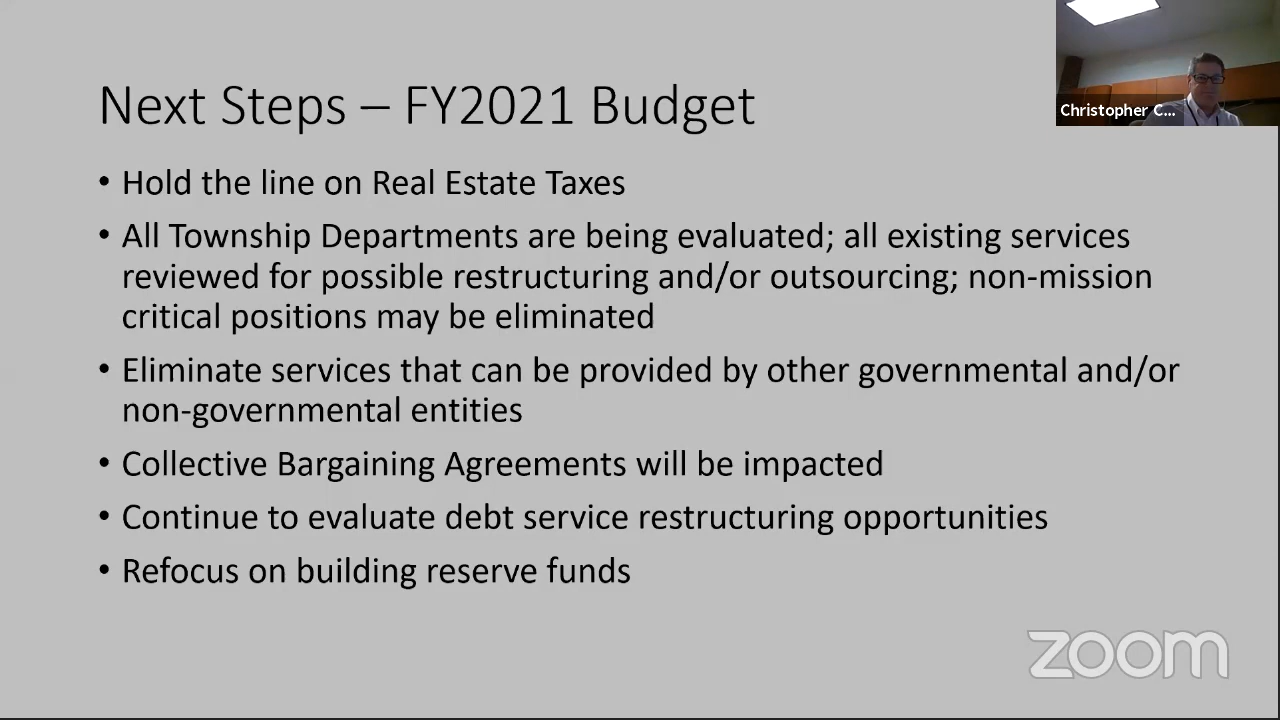 Christopher C...
Next Steps – FY2021 Budget
• Hold the line on Real Estate Taxes
• All Township Departments are being evaluated; all existing services
reviewed for possible restructuring and/or outsourcing; non-mission
critical positions may be eliminated
• Eliminate services that can be provided by other governmental and/or
non-governmental entities
• Collective Bargaining Agreements will be impacted
• Continue to evaluate debt service restructuring opportunities
• Refocus on building reserve funds
zoom